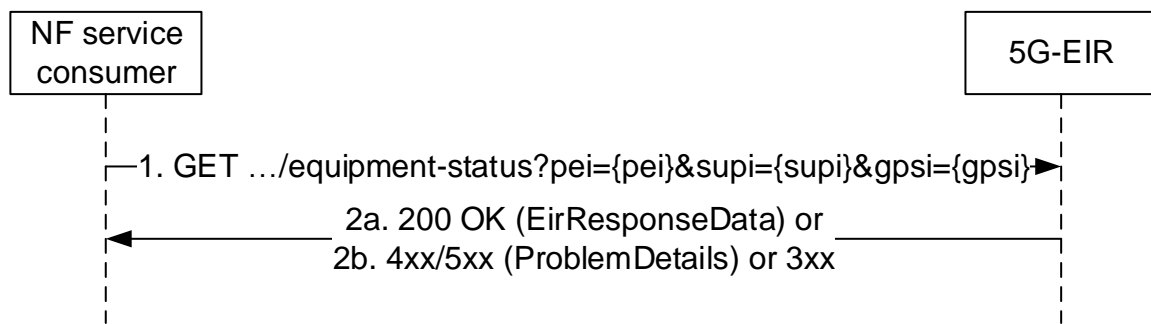 NF service
consumer
5G-EIR
1. GET …/equipment-status?pei={pei}&supi={supi}&gpsi={gpsi}
2a. 200 OK (EirResponseData) or
2b. 4xx/5xx (ProblemDetails) or 3xx